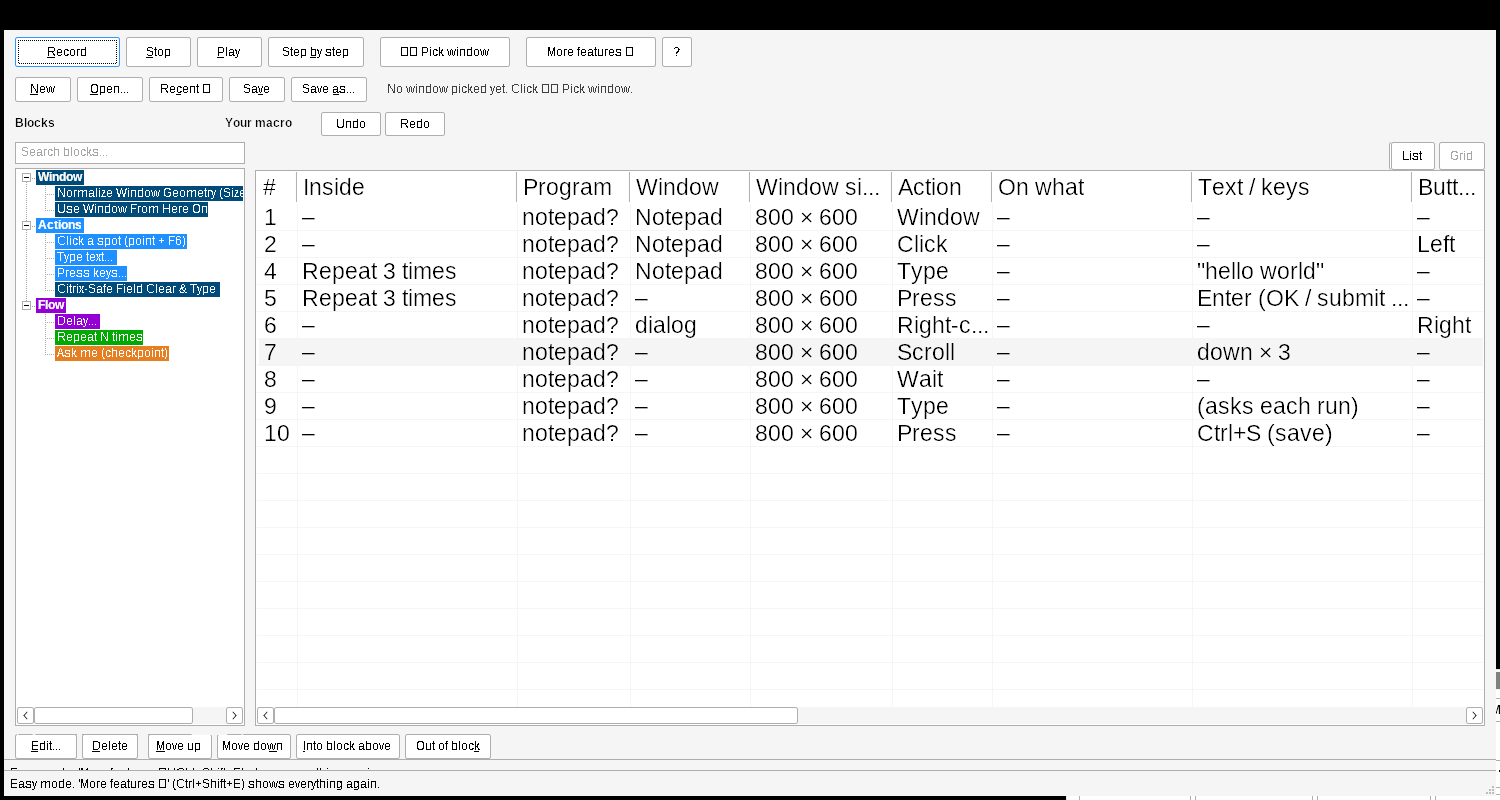 Record Stop Play Step by step Pick window More features ?
New Open... Recent Save Save as... No window picked yet. Click Pick window.
Blocks Your macro Undo Redo
Search blocks... List Grid
Window
Normalize Window Geometry (Size
Use Window From Here On
Actions
Click a spot (point + F6)
Type text...
Press keys...
Citrix-Safe Field Clear & Type
Flow
Delay...
Repeat N times
Ask me (checkpoint)
# Inside Program Window Window si... Action On what Text / keys Butt...
1 – notepad? Notepad 800 × 600 Window – – –
2 – notepad? Notepad 800 × 600 Click – – Left
4 Repeat 3 times notepad? Notepad 800 × 600 Type – "hello world" –
5 Repeat 3 times notepad? – 800 × 600 Press – Enter (OK / submit ... –
6 – notepad? dialog 800 × 600 Right-c... – – Right
7 – notepad? – 800 × 600 Scroll – down × 3 –
8 – notepad? – 800 × 600 Wait – – –
9 – notepad? – 800 × 600 Type – (asks each run) –
10 – notepad? – 800 × 600 Press – Ctrl+S (save) –
Edit... Delete Move up Move down Into block above Out of block
Easy mode. 'More features ' (Ctrl+Shift+E) shows everything again.